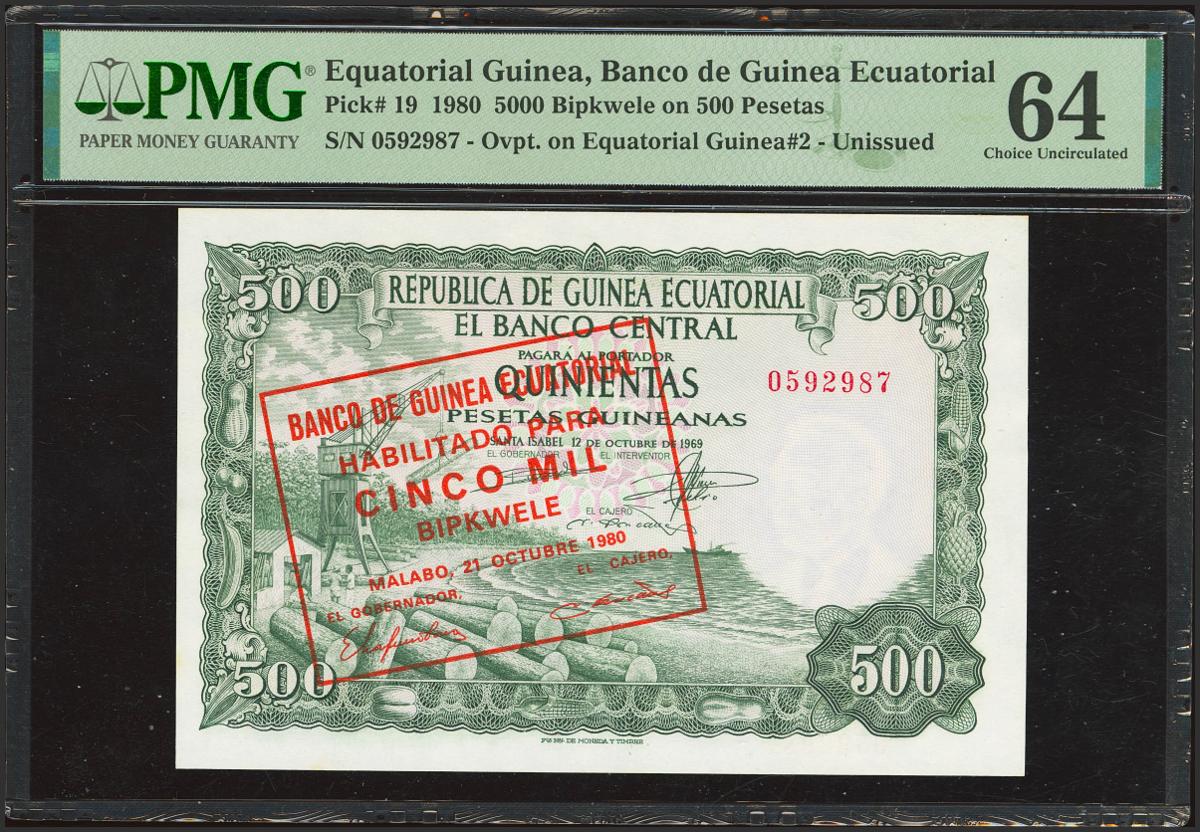 PMG®
PAPER MONEY GUARANTY
Equatorial Guinea, Banco de Guinea Ecuatorial
Pick# 19 1980 5000 Bipkwele on 500 Pesetas
S/N 0592987 - Ovpt. on Equatorial Guinea#2 - Unissued
64
Choice Uncirculated
500
REPUBLICA DE GUINEA ECUATORIAL
500
EL BANCO CENTRAL
PAGARÁ AL PORTADOR
QUINIENTAS
0592987
PESETAS GUINEANAS
SANTA ISABEL 12 DE OCTUBRE DE 1969
EL GOBERNADOR EL INTERVENTOR
EL CAJERO
BANCO DE GUINEA ECUATORIAL
HABILITADO PARA
CINCO MIL
BIPKWELE
MALABO, 21 OCTUBRE 1980
EL GOBERNADOR, EL CAJERO,
500
500